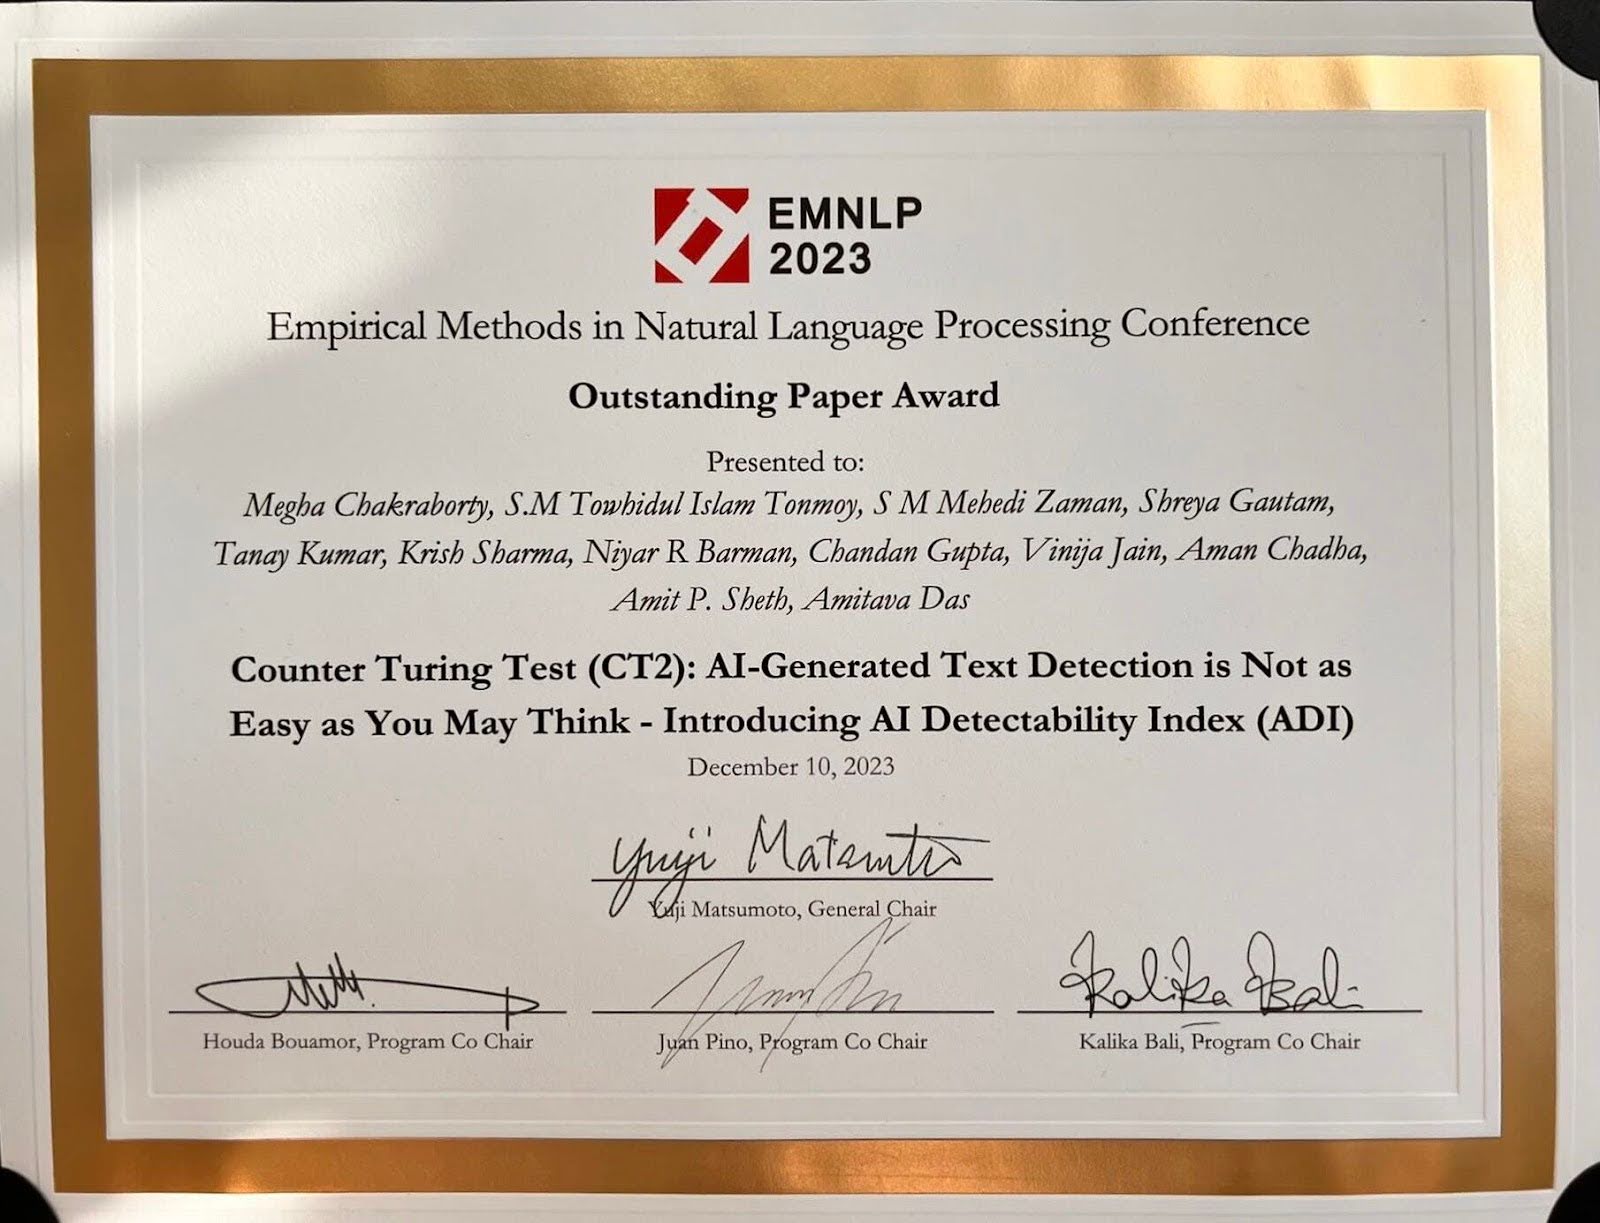 EMNLP
2023
Empirical Methods in Natural Language Processing Conference
Outstanding Paper Award
Presented to:
Megha Chakraborty, S.M Towhidul Islam Tonmoy, S M Mehedi Zaman, Shreya Gautam,
Tanay Kumar, Krish Sharma, Niyar R Barman, Chandan Gupta, Vinija Jain, Aman Chadha,
Amit P. Sheth, Amitava Das
Counter Turing Test (CT2): AI-Generated Text Detection is Not as
Easy as You May Think - Introducing AI Detectability Index (ADI)
December 10, 2023
Yuji Matsumoto
Yuji Matsumoto, General Chair
Kalika Bali
Houda Bouamor, Program Co Chair
Juan Pino, Program Co Chair
Kalika Bali, Program Co Chair